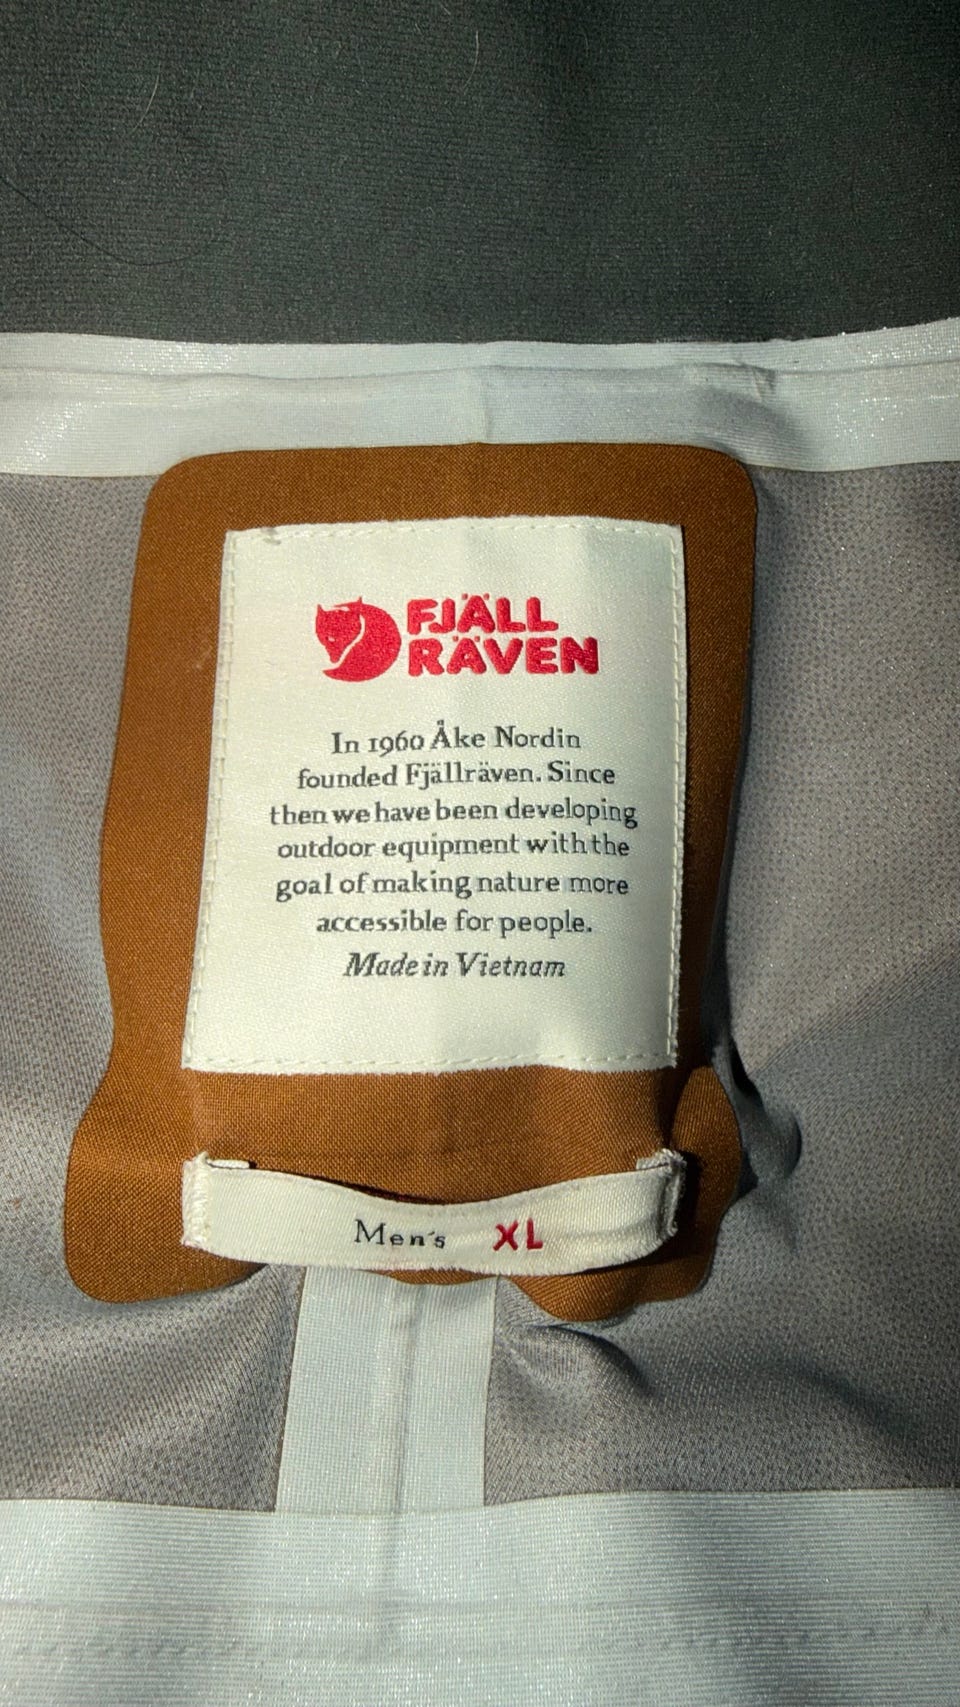 FJÄLL
RÄVEN
In 1960 Åke Nordin
founded Fjällräven. Since
then we have been developing
outdoor equipment with the
goal of making nature more
accessible for people.
Made in Vietnam
Men's XL